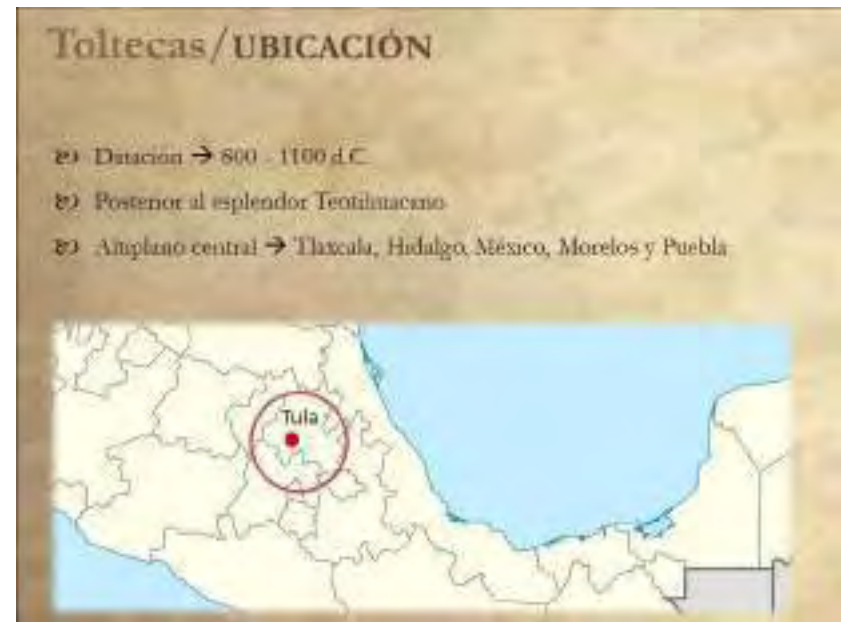 Toltecas/UBICACIÓN
Datación → 800 - 1100 d.C.
Posterior al esplendor Teotihuacano
Altiplano central → Tlaxcala, Hidalgo, México, Morelos y Puebla
Tula